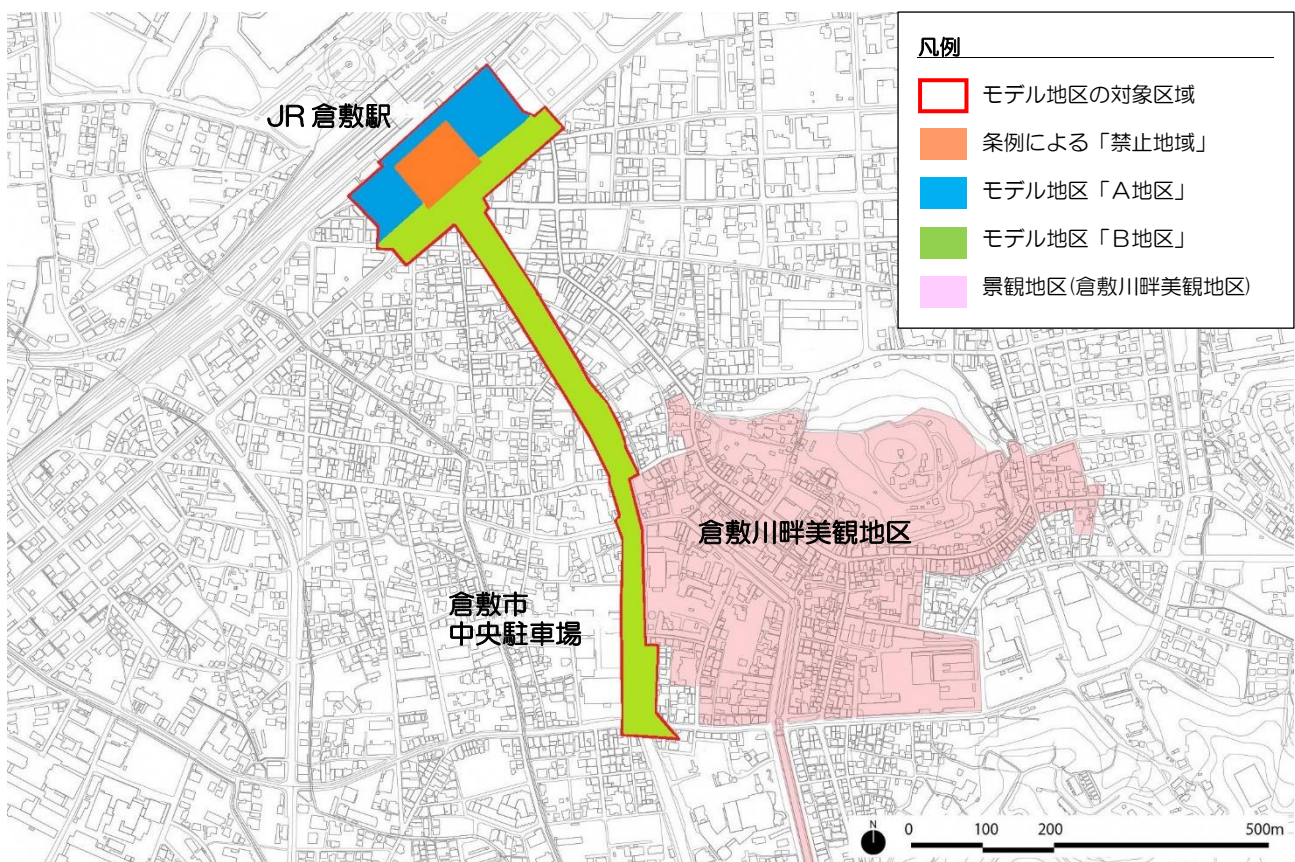 凡例
モデル地区の対象区域
条例による「禁止地域」
モデル地区「A地区」
モデル地区「B地区」
景観地区(倉敷川畔美観地区)
JR 倉敷駅
倉敷川畔美観地区
倉敷市
中央駐車場
N
0 100 200 500m